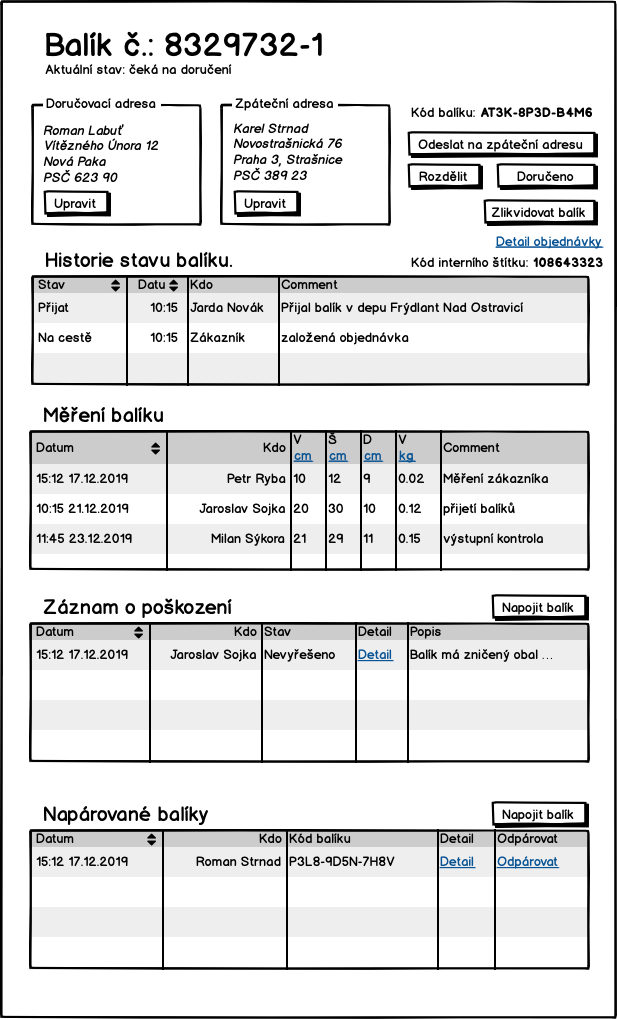 Balík č.: 8329732-1
Aktuální stav: čeká na doručení
Doručovací adresa
Roman Labuť
Vítězného Února 12
Nová Paka
PSČ 623 90
Upravit
Zpáteční adresa
Karel Strnad
Novostrašnická 76
Praha 3, Strašnice
PSČ 389 23
Upravit
Kód balíku: AT3K-8P3D-B4M6
Odeslat na zpáteční adresu
Rozdělit Doručeno
Zlikvidovat balík
Detail objednávky
Kód interního štítku: 108643323
Historie stavu balíku.
Stav Datu Kdo Comment
Přijat 10:15 Jarda Novák Přijal balík v depu Frýdlant Nad Ostravicí
Na cestě 10:15 Zákazník založená objednávka
Měření balíku
Datum Kdo V cm Š cm D cm V kg Comment
15:12 17.12.2019 Petr Ryba 10 12 9 0.02 Měření zákazníka
10:15 21.12.2019 Jaroslav Sojka 20 30 10 0.12 přijetí balíků
11:45 23.12.2019 Milan Sýkora 21 29 11 0.15 výstupní kontrola
Záznam o poškození Napojit balík
Datum Kdo Stav Detail Popis
15:12 17.12.2019 Jaroslav Sojka Nevyřešeno Detail Balík má zničený obal ...
Napárované balíky Napojit balík
Datum Kdo Kód balíku Detail Odpárovat
15:12 17.12.2019 Roman Strnad P3L8-9D5N-7H8V Detail Odpárovat